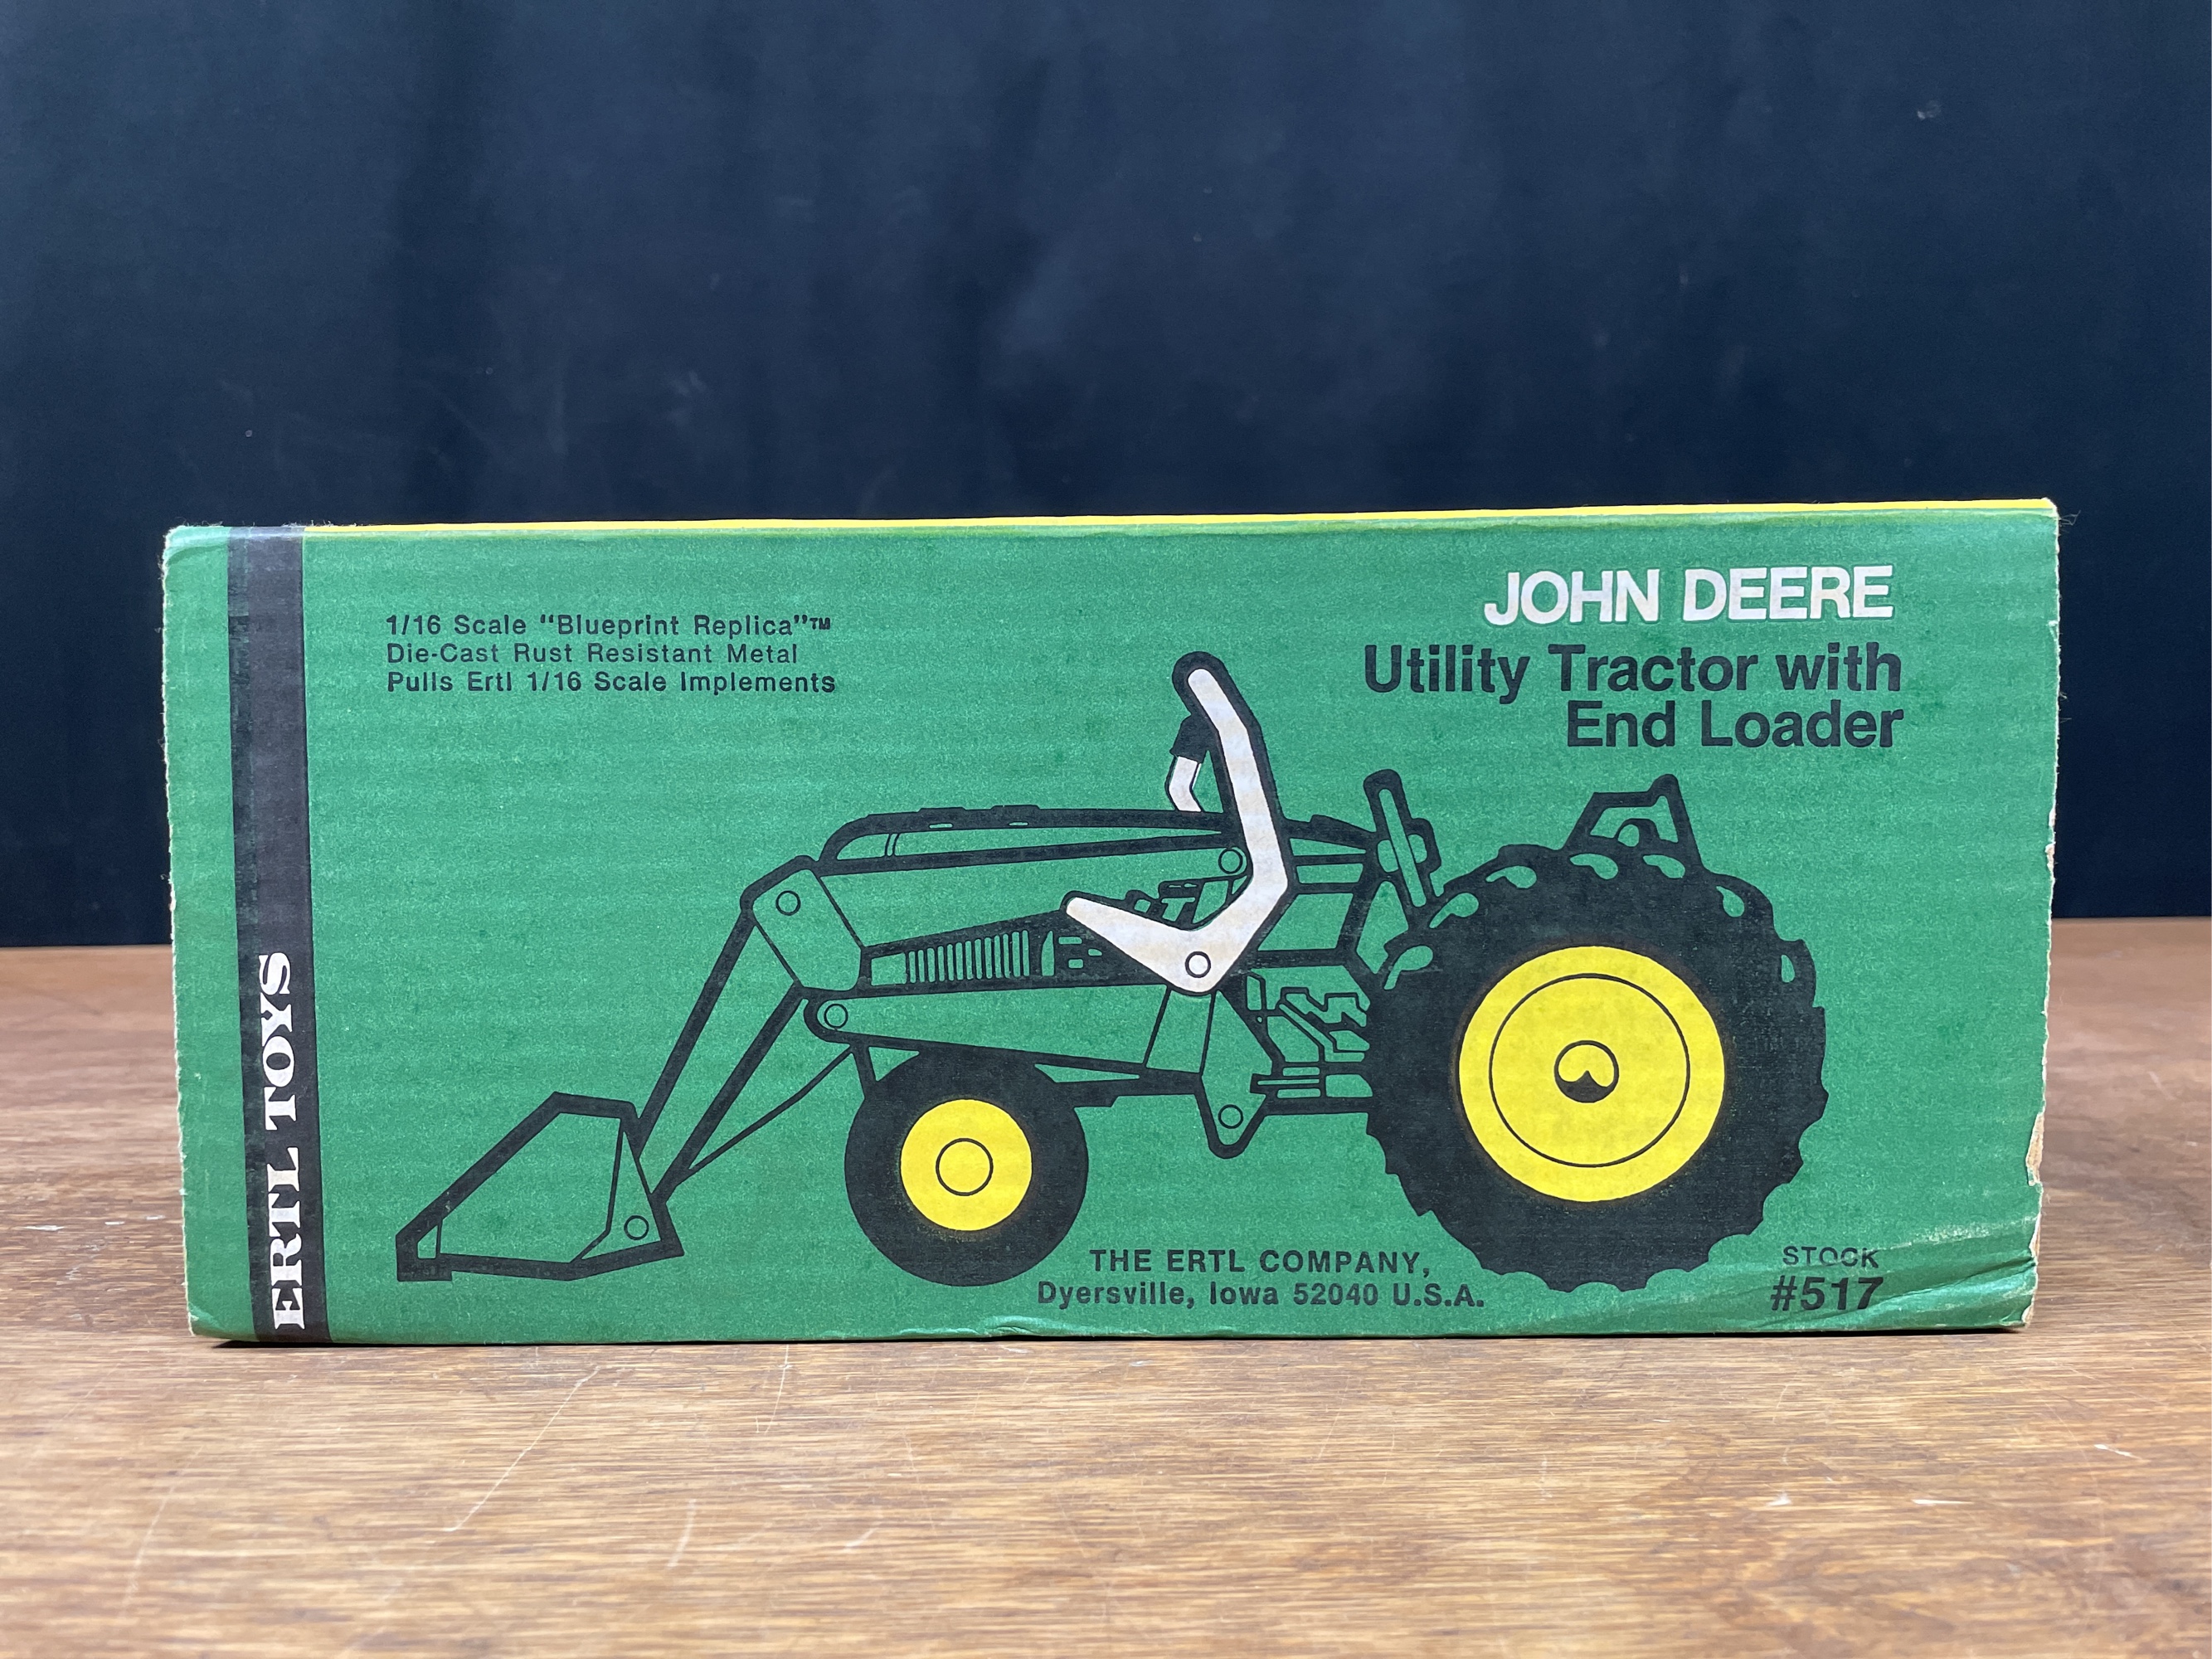 1/16 Scale "Blueprint Replica"™
Die-Cast Rust Resistant Metal
Pulls Ertl 1/16 Scale Implements
JOHN DEERE
Utility Tractor with
End Loader
ERTL TOYS
THE ERTL COMPANY,
Dyersville, Iowa 52040 U.S.A.
STOCK
#517